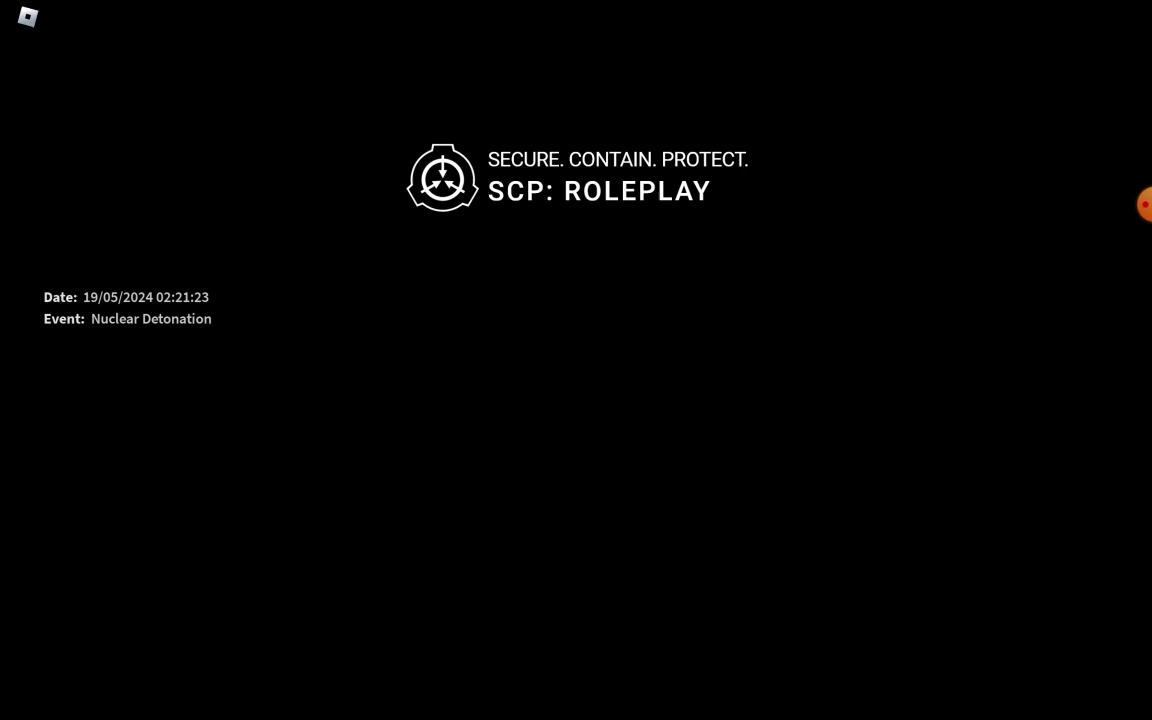 SECURE. CONTAIN. PROTECT.
SCP: ROLEPLAY
Date: 19/05/2024 02:21:23
Event: Nuclear Detonation